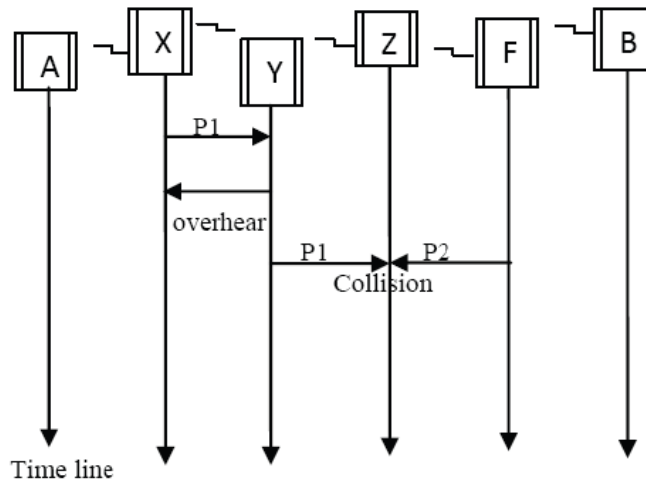 A X Y Z F B
P1
overhear
P1 P2
Collision
Time line